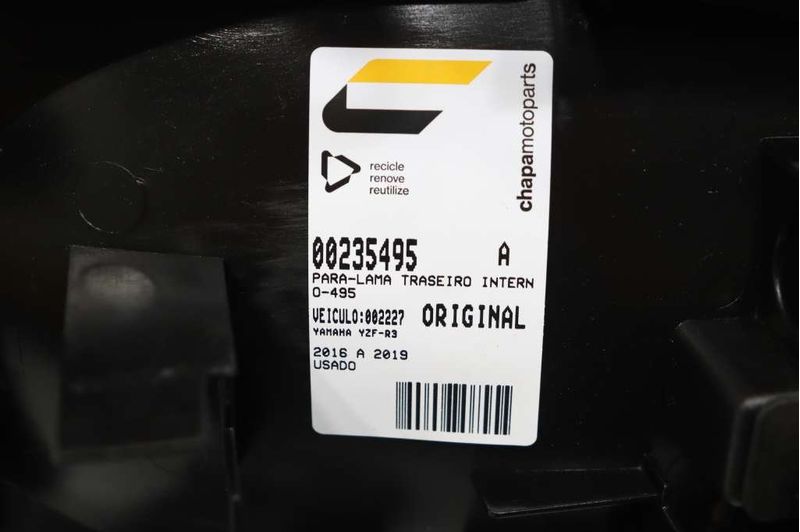 chapamotoparts
recicle
renove
reutilize
00235495 A
PARA-LAMA TRASEIRO INTERN
O-495
VEICULO:002227 ORIGINAL
YAMAHA YZF-R3
2016 A 2019
USADO